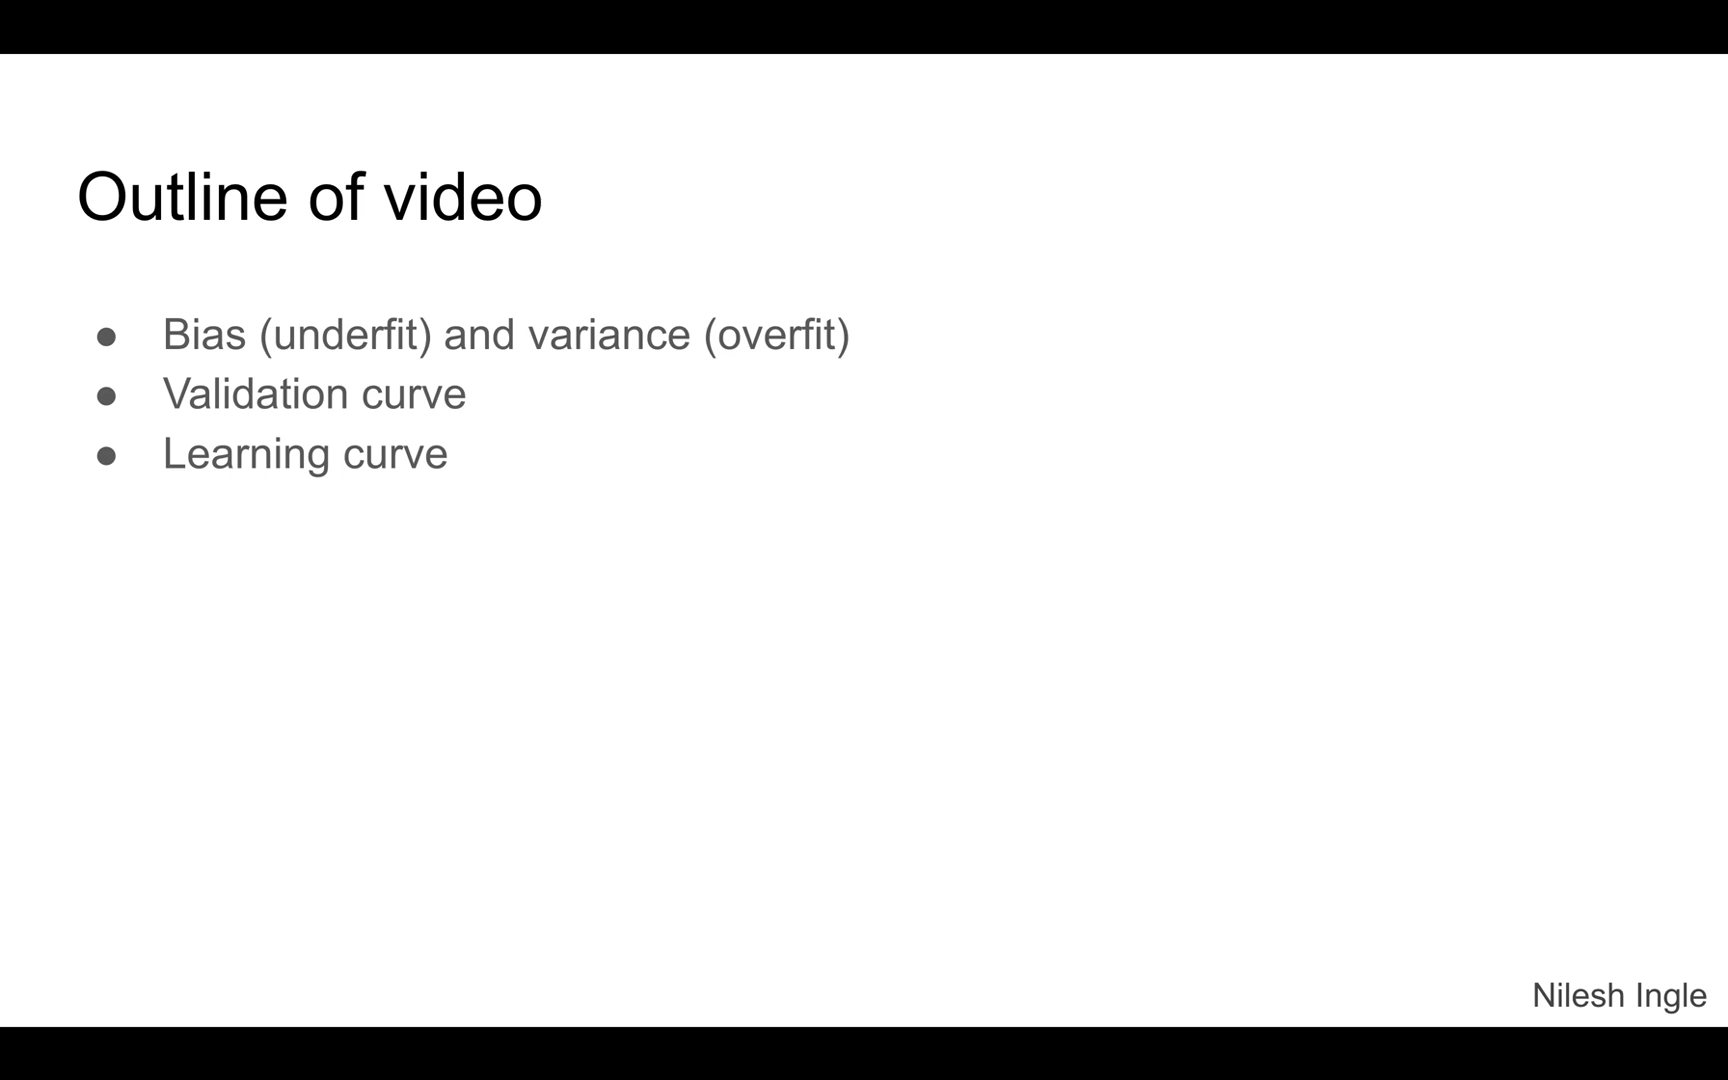 Outline of video
● Bias (underfit) and variance (overfit)
● Validation curve
● Learning curve
Nilesh Ingle